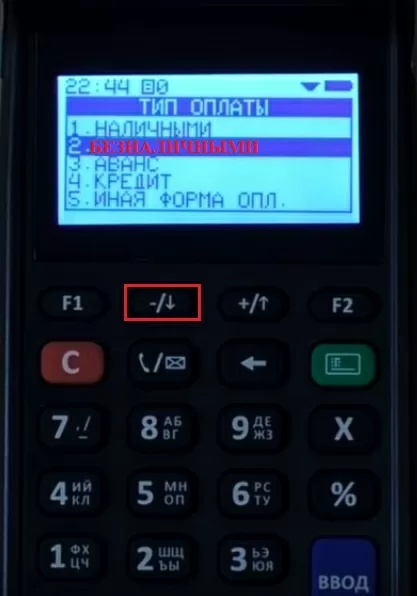 22:44 0
ТИП ОПЛАТЫ
1.НАЛИЧНЫМИ
2.БЕЗНАЛИЧНЫМИ
3.АВАНС
4.КРЕДИТ
5.ИНАЯ ФОРМА ОПЛ.
F1 -/↓ +/↑ F2
C /
7 ./_ 8 АБ ВГ 9 ДЕ ЖЗ X
4 ИЙ КЛ 5 МН ОП 6 РС ТУ %
1 ФХ ЦЧ 2 ШЩ ЪЫ 3 ЬЭ ЮЯ ВВОД